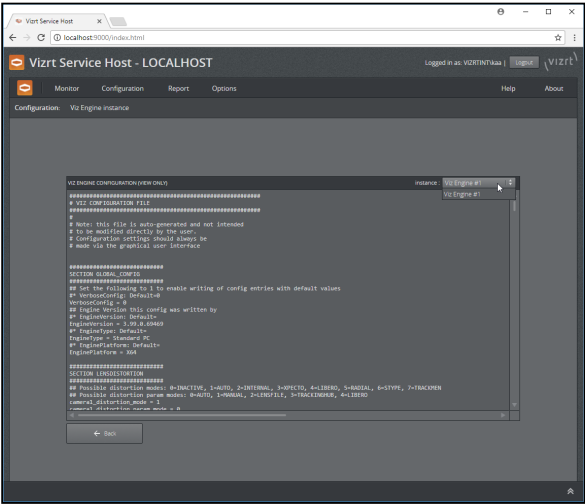 Vizrt Service Host
localhost:9000/index.html
Vizrt Service Host - LOCALHOST
Logged in as: VIZRTINT\kaa |
Logout
vizrt
Monitor
Configuration
Report
Options
Help
About
Configuration:
Viz Engine instance
VIZ ENGINE CONFIGURATION (VIEW ONLY)
instance :
Viz Engine #1
Viz Engine #1
#########################################################
# VIZ CONFIGURATION FILE
#########################################################
#
# Note: this file is auto-generated and not intended
# to be modified directly by the user.
# Configuration settings should always be
# made via the graphical user interface
############################
SECTION GLOBAL_CONFIG
############################
## Set the following to 1 to enable writing of config entries with default values
#* VerboseConfig: Default=0
VerboseConfig = 0
## Engine Version this config was written by
#* EngineVersion: Default=
EngineVersion = 3.99.0.69469
#* EngineType: Default=
EngineType = Standard PC
#* EnginePlatform: Default=
EnginePlatform = X64
############################
SECTION LENSDISTORTION
############################
## Possible distortion modes: 0=INACTIVE, 1=AUTO, 2=INTERNAL, 3=XPECTO, 4=LIBERO, 5=RADIAL, 6=STYPE, 7=TRACKMEN
## Possible distortion param modes: 0=AUTO, 1=MANUAL, 2=LENSFILE, 3=TRACKINGHUB, 4=LIBERO
camera1_distortion_mode = 1
camera1_distortion_param_mode = 0
Back